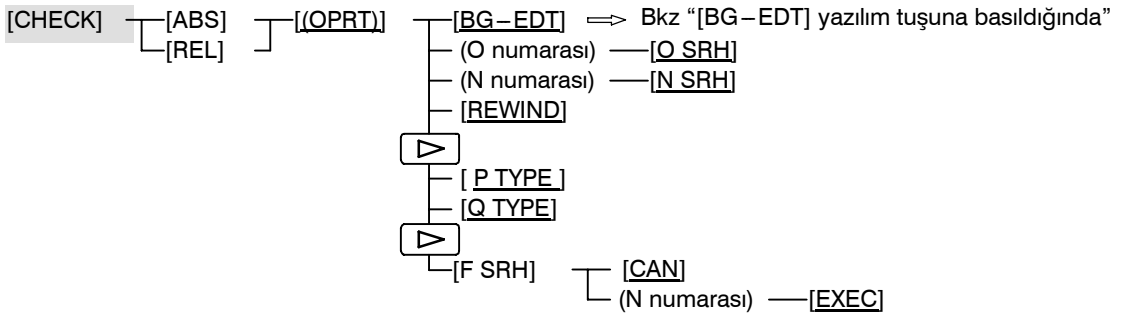 [CHECK] [ABS] [(OPRT)] [BG–EDT] Bkz “[BG–EDT] yazılım tuşuna basıldığında”
[REL] (O numarası) [O SRH]
(N numarası) [N SRH]
[REWIND]
[ P TYPE ]
[Q TYPE]
[F SRH] [CAN]
(N numarası) [EXEC]